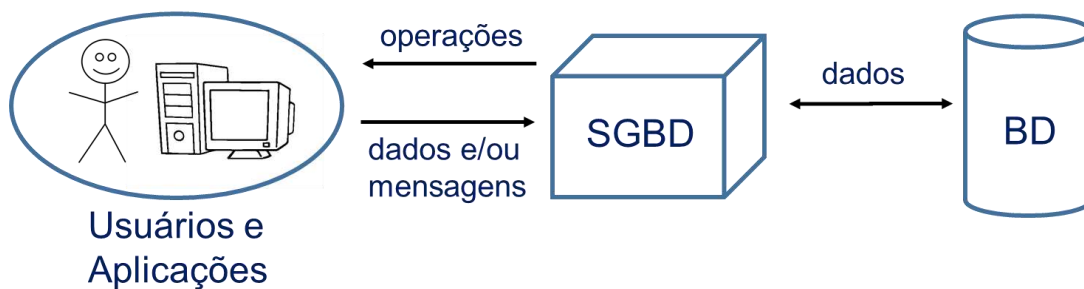 operações
dados e/ou
mensagens
Usuários e
Aplicações
SGBD
dados
BD